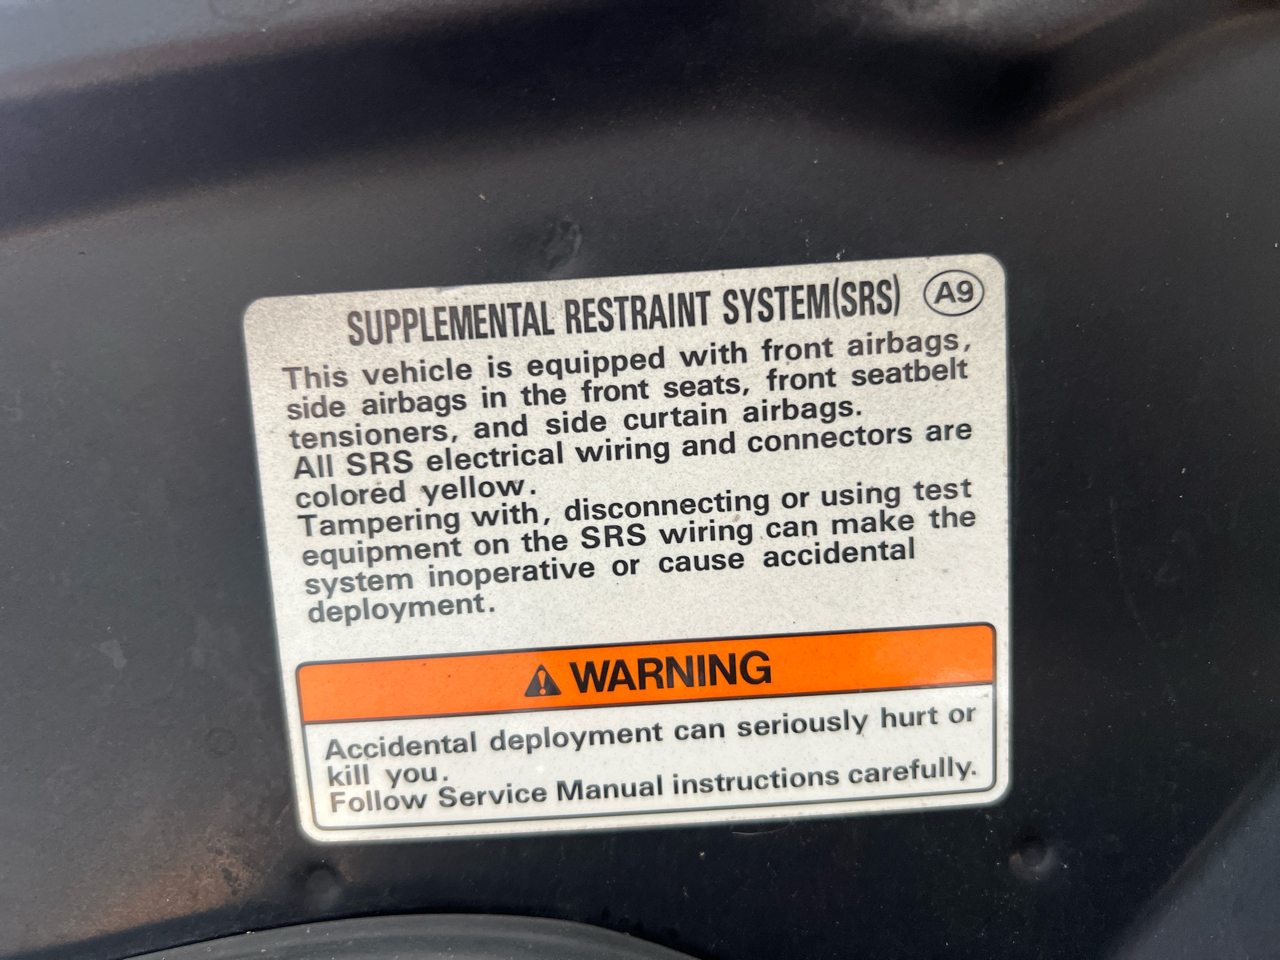 SUPPLEMENTAL RESTRAINT SYSTEM(SRS) A9
This vehicle is equipped with front airbags,
side airbags in the front seats, front seatbelt
tensioners, and side curtain airbags.
All SRS electrical wiring and connectors are
colored yellow.
Tampering with, disconnecting or using test
equipment on the SRS wiring can make the
system inoperative or cause accidental
deployment.
WARNING
Accidental deployment can seriously hurt or
kill you.
Follow Service Manual instructions carefully.